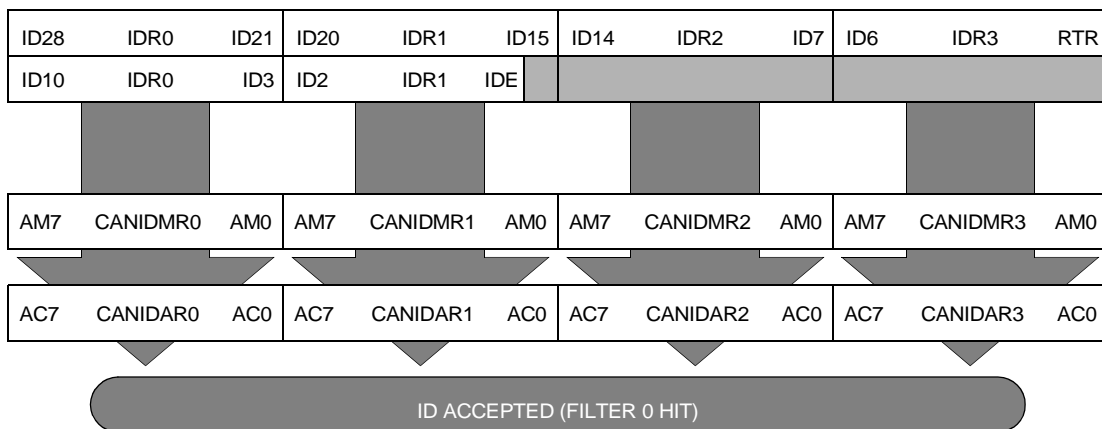 ID28 IDR0 ID21 ID20 IDR1 ID15 ID14 IDR2 ID7 ID6 IDR3 RTR
ID10 IDR0 ID3 ID2 IDR1 IDE
AM7 CANIDMR0 AM0 AM7 CANIDMR1 AM0 AM7 CANIDMR2 AM0 AM7 CANIDMR3 AM0
AC7 CANIDAR0 AC0 AC7 CANIDAR1 AC0 AC7 CANIDAR2 AC0 AC7 CANIDAR3 AC0
ID ACCEPTED (FILTER 0 HIT)